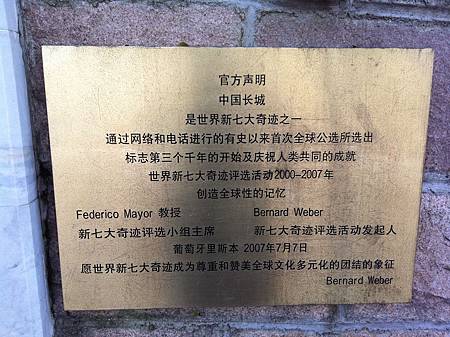 官方声明
中国长城
是世界新七大奇迹之一
通过网络和电话进行的有史以来首次全球公选所选出
标志第三个千年的开始及庆祝人类共同的成就
世界新七大奇迹评选活动2000-2007年
创造全球性的记忆
Federico Mayor 教授 Bernard Weber
新七大奇迹评选小组主席 新七大奇迹评选活动发起人
葡萄牙里斯本 2007年7月7日
愿世界新七大奇迹成为尊重和赞美全球文化多元化的团结的象征
Bernard Weber